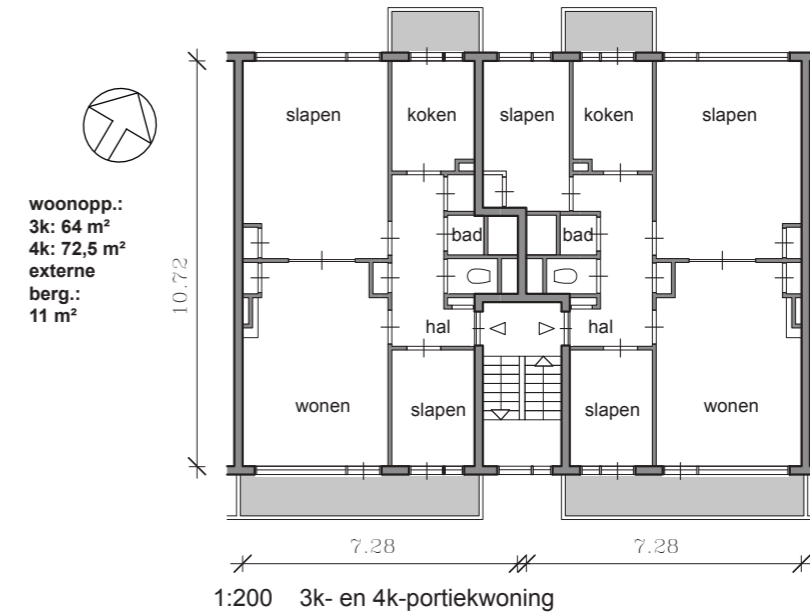 slapen koken slapen koken slapen
woonopp.:
3k: 64 m²
4k: 72,5 m²
externe
berg.:
11 m²
bad bad
10.72
hal hal
wonen slapen slapen wonen
7.28 7.28
1:200 3k- en 4k-portiekwoning